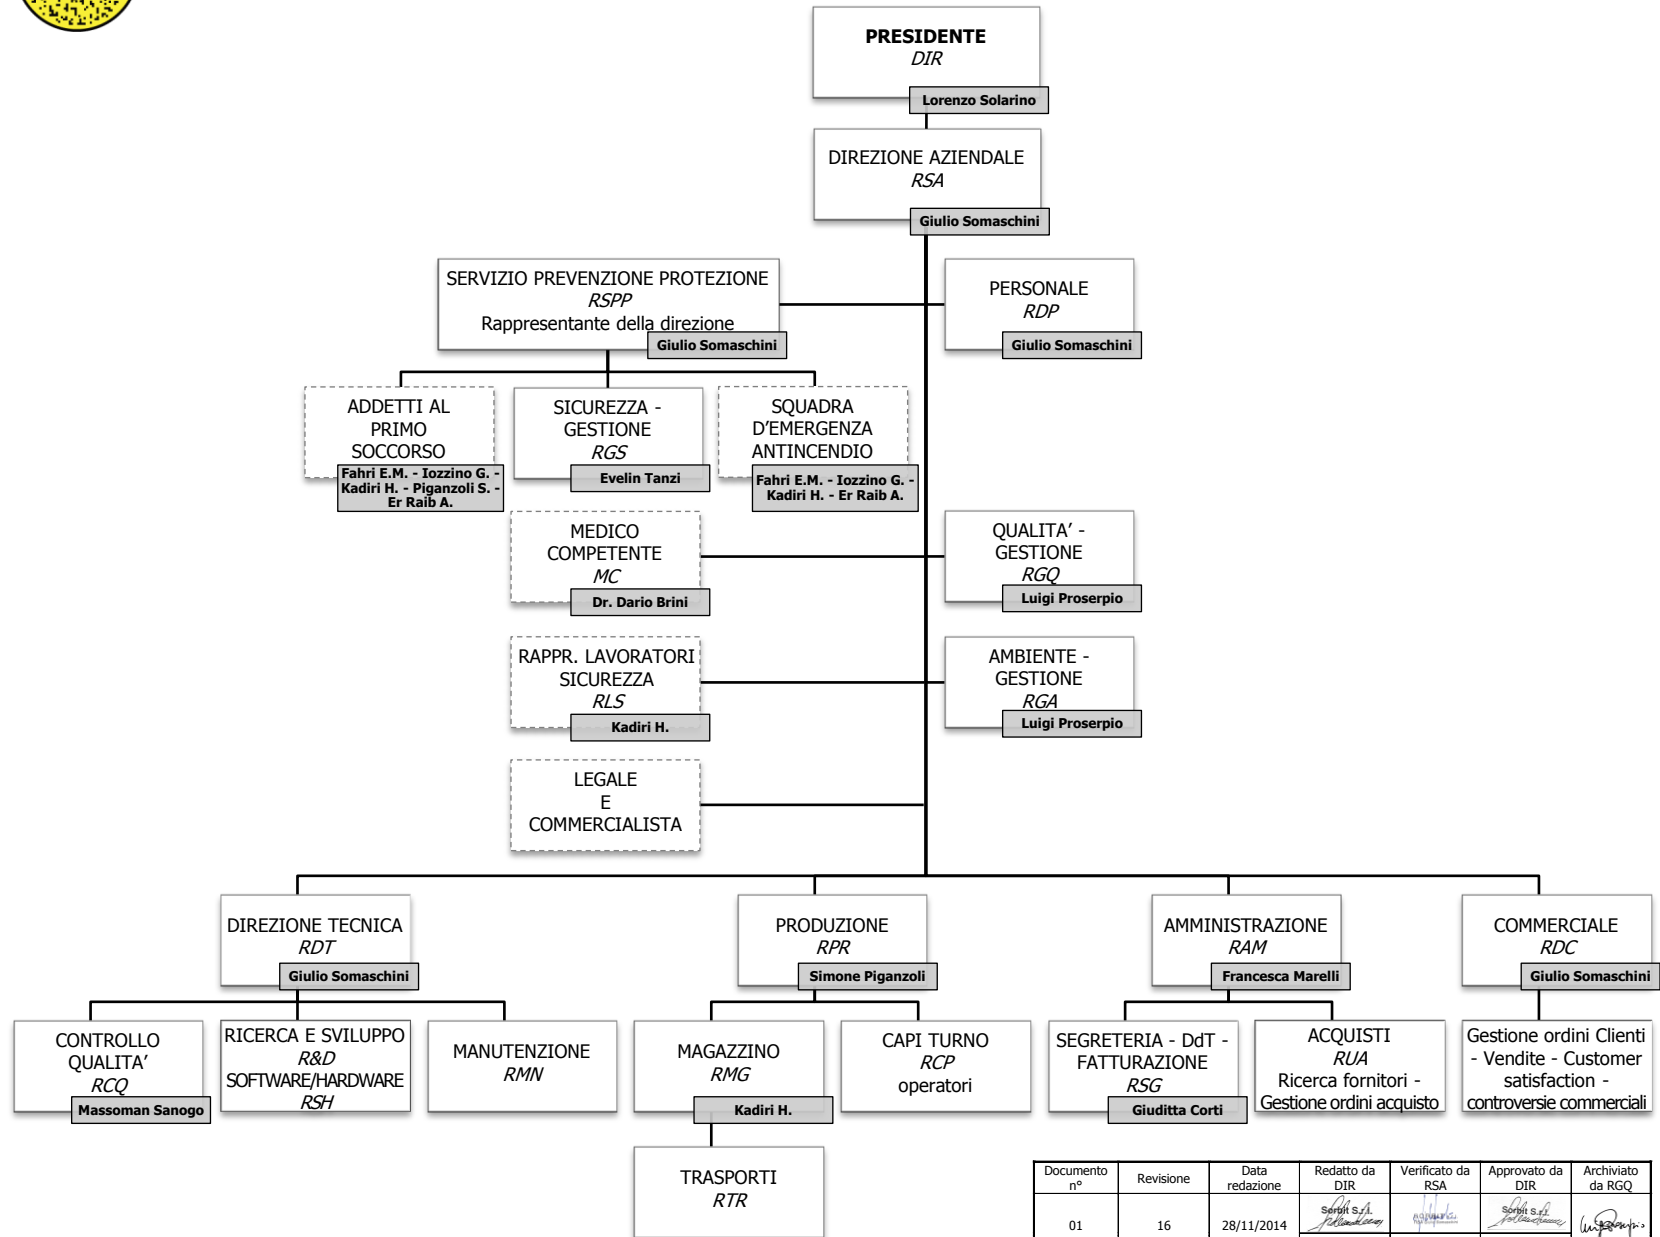 PRESIDENTE
DIR
Lorenzo Solarino
DIREZIONE AZIENDALE
RSA
Giulio Somaschini
SERVIZIO PREVENZIONE PROTEZIONE
RSPP
Rappresentante della direzione
Giulio Somaschini
PERSONALE
RDP
Giulio Somaschini
ADDETTI AL
PRIMO
SOCCORSO
Fahri E.M. - Iozzino G. -
Kadiri H. - Piganzoli S. -
Er Raib A.
SICUREZZA -
GESTIONE
RGS
Evelin Tanzi
SQUADRA
D'EMERGENZA
ANTINCENDIO
Fahri E.M. - Iozzino G. -
Kadiri H. - Er Raib A.
MEDICO
COMPETENTE
MC
Dr. Dario Brini
QUALITA' -
GESTIONE
RGQ
Luigi Proserpio
RAPPR. LAVORATORI
SICUREZZA
RLS
Kadiri H.
AMBIENTE -
GESTIONE
RGA
Luigi Proserpio
LEGALE
E
COMMERCIALISTA
DIREZIONE TECNICA
RDT
Giulio Somaschini
PRODUZIONE
RPR
Simone Piganzoli
AMMINISTRAZIONE
RAM
Francesca Marelli
COMMERCIALE
RDC
Giulio Somaschini
CONTROLLO
QUALITA'
RCQ
Massoman Sanogo
RICERCA E SVILUPPO
R&D
SOFTWARE/HARDWARE
RSH
MANUTENZIONE
RMN
MAGAZZINO
RMG
Kadiri H.
CAPI TURNO
RCP
operatori
SEGRETERIA - DdT -
FATTURAZIONE
RSG
Giuditta Corti
ACQUISTI
RUA
Ricerca fornitori -
Gestione ordini acquisto
Gestione ordini Clienti
- Vendite - Customer
satisfaction -
controversie commerciali
TRASPORTI
RTR
Documento n° Revisione Data redazione Redatto da DIR Verificato da RSA Approvato da DIR Archiviato da RGQ
01 16 28/11/2014 Sorbit S.r.l. Sorbit S.r.l.